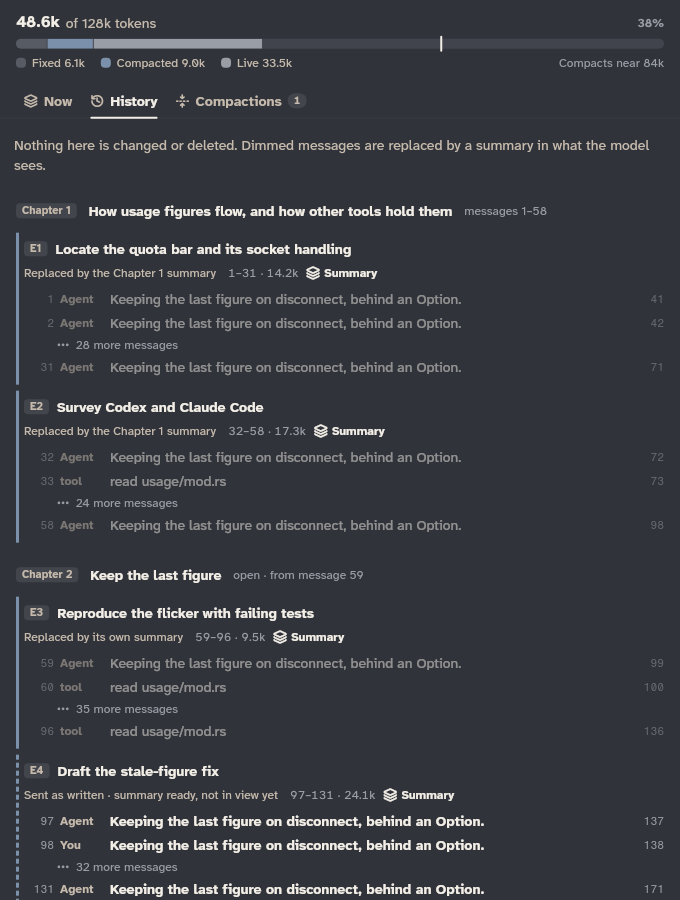 48.6k of 128k tokens 38%
Fixed 6.1k Compacted 9.0k Live 33.5k Compacts near 84k
Now History Compactions 1
Nothing here is changed or deleted. Dimmed messages are replaced by a summary in what the model
sees.
Chapter 1 How usage figures flow, and how other tools hold them messages 1–58
E1 Locate the quota bar and its socket handling
Replaced by the Chapter 1 summary 1–31 · 14.2k Summary
1 Agent Keeping the last figure on disconnect, behind an Option. 41
2 Agent Keeping the last figure on disconnect, behind an Option. 42
··· 28 more messages
31 Agent Keeping the last figure on disconnect, behind an Option. 71
E2 Survey Codex and Claude Code
Replaced by the Chapter 1 summary 32–58 · 17.3k Summary
32 Agent Keeping the last figure on disconnect, behind an Option. 72
33 tool read usage/mod.rs 73
··· 24 more messages
58 Agent Keeping the last figure on disconnect, behind an Option. 98
Chapter 2 Keep the last figure open · from message 59
E3 Reproduce the flicker with failing tests
Replaced by its own summary 59–96 · 9.5k Summary
59 Agent Keeping the last figure on disconnect, behind an Option. 99
60 tool read usage/mod.rs 100
··· 35 more messages
96 tool read usage/mod.rs 136
E4 Draft the stale-figure fix
Sent as written · summary ready, not in view yet 97–131 · 24.1k Summary
97 Agent Keeping the last figure on disconnect, behind an Option. 137
98 You Keeping the last figure on disconnect, behind an Option. 138
··· 32 more messages
131 Agent Keeping the last figure on disconnect, behind an Option. 171